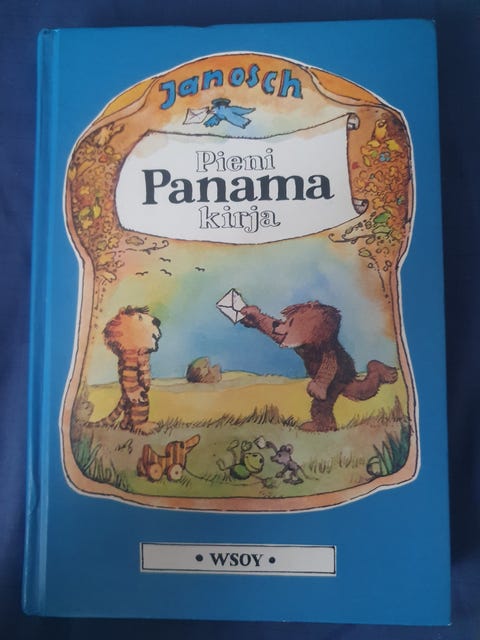 Janosch
Pieni
Panama
kirja
• WSOY •